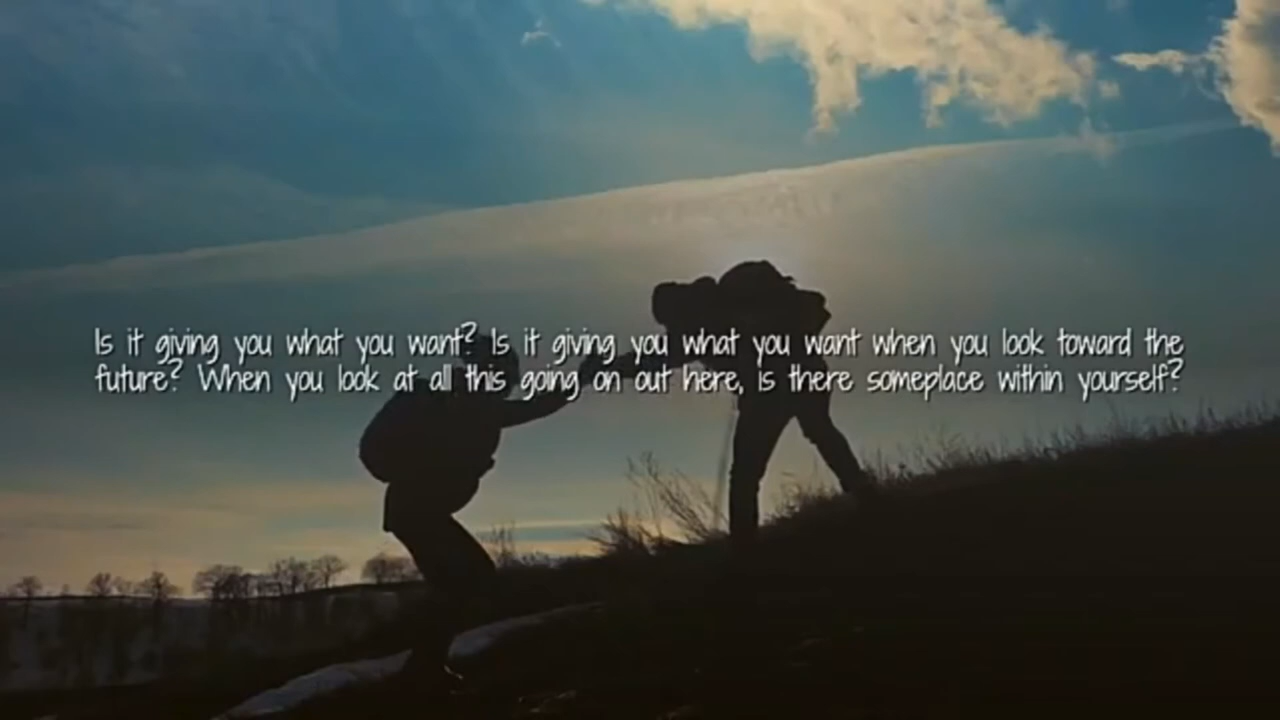 Is it giving you what you want? Is it giving you what you want when you look toward the
future? When you look at all this going on out here, is there someplace within yourself?